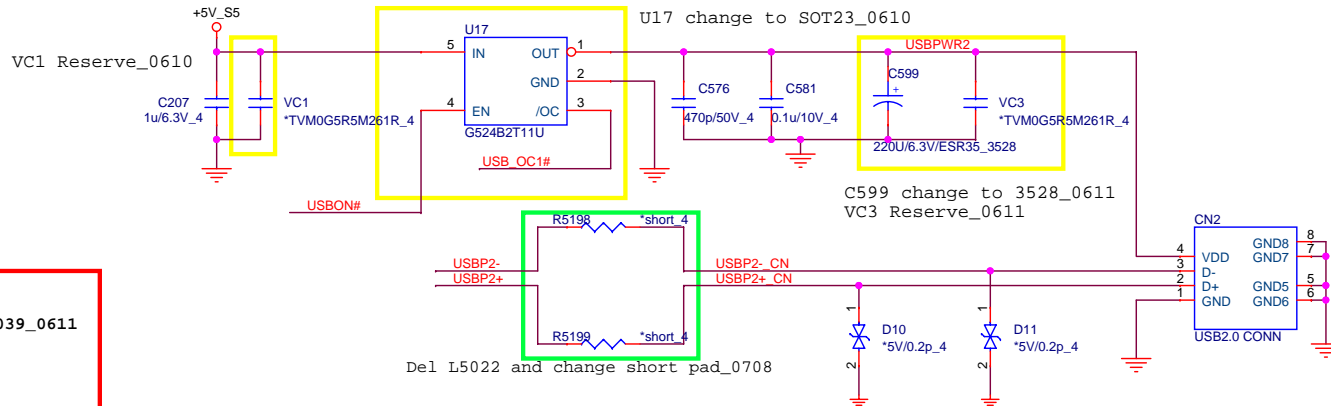 +5V_S5
U17 change to SOT23_0610
VC1 Reserve_0610
U17
5 IN OUT 1
GND 2
4 EN /OC 3
G524B2T11U
USBPWR2
C207
1u/6.3V_4
VC1
*TVM0G5R5M261R_4
C576
470p/50V_4
C581
0.1u/10V_4
C599
+
220U/6.3V/ESR35_3528
VC3
*TVM0G5R5M261R_4
USB_OC1#
USBON#
C599 change to 3528_0611
VC3 Reserve_0611
R5198 *short_4
USBP2- USBP2-_CN
USBP2+ USBP2+_CN
R5199 *short_4
Del L5022 and change short pad_0708
039_0611
1
D10
*5V/0.2p_4
2
1
D11
*5V/0.2p_4
2
CN2
4 VDD GND8 8
3 D- GND7 7
2 D+ GND5 5
1 GND GND6 6
USB2.0 CONN